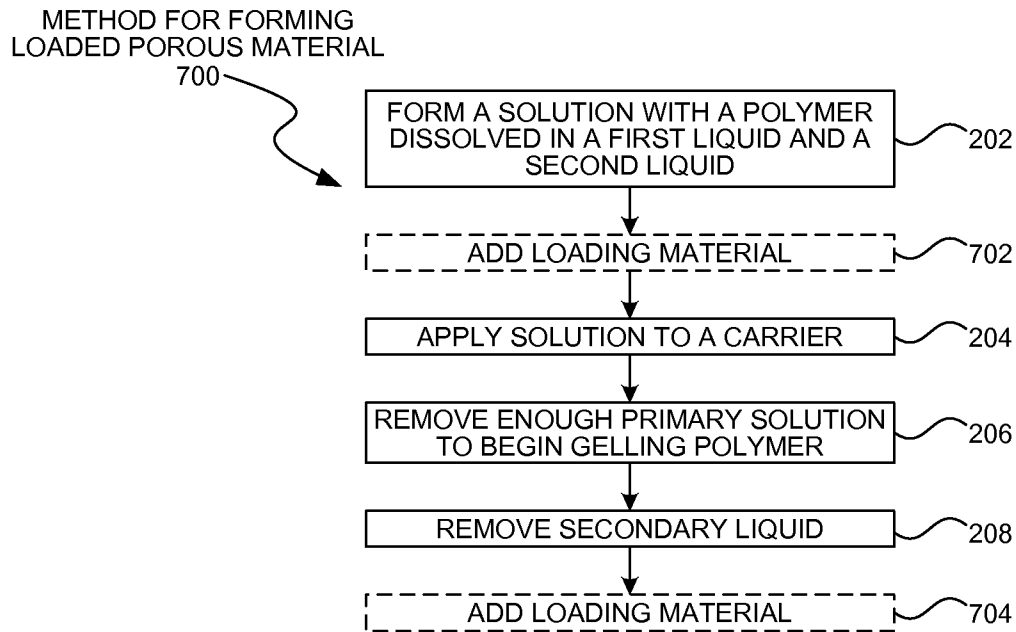 METHOD FOR FORMING
LOADED POROUS MATERIAL
700
FORM A SOLUTION WITH A POLYMER
DISSOLVED IN A FIRST LIQUID AND A
SECOND LIQUID
202
ADD LOADING MATERIAL
702
APPLY SOLUTION TO A CARRIER
204
REMOVE ENOUGH PRIMARY SOLUTION
TO BEGIN GELLING POLYMER
206
REMOVE SECONDARY LIQUID
208
ADD LOADING MATERIAL
704